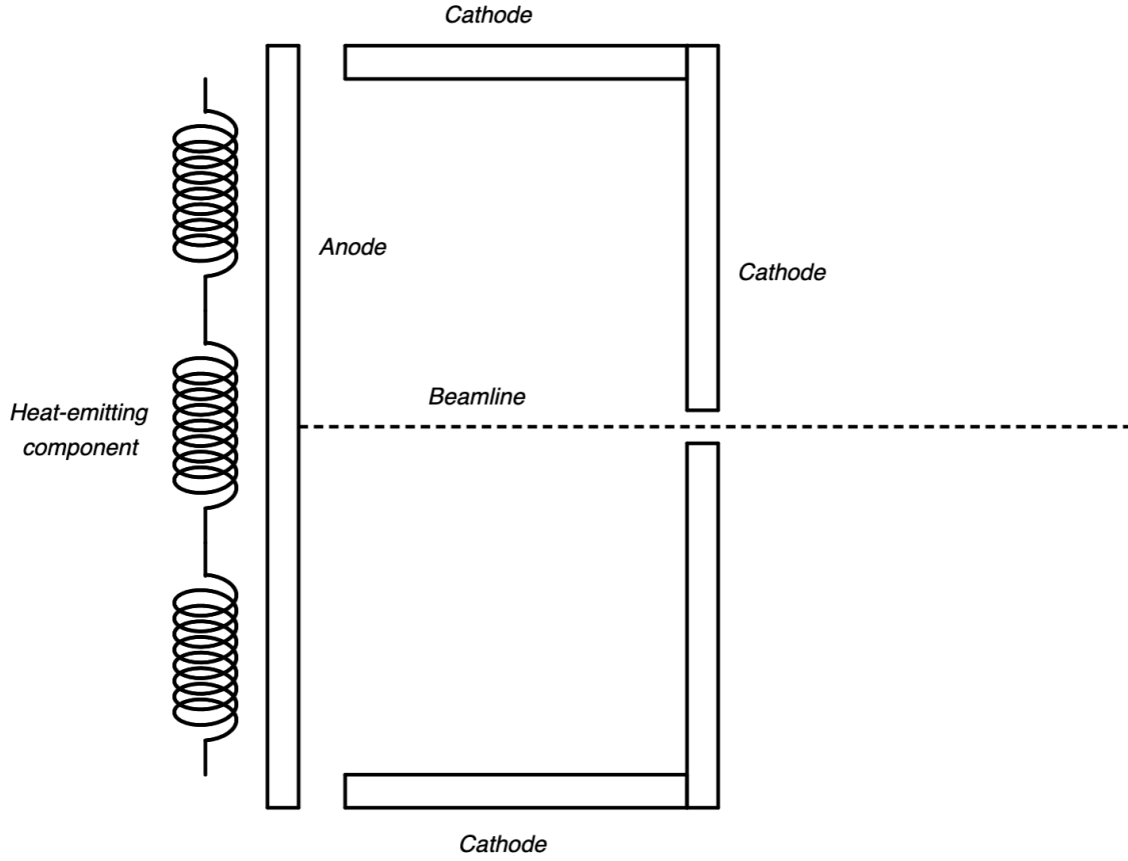 Cathode
Anode
Cathode
Beamline
Heat-emitting
component
Cathode